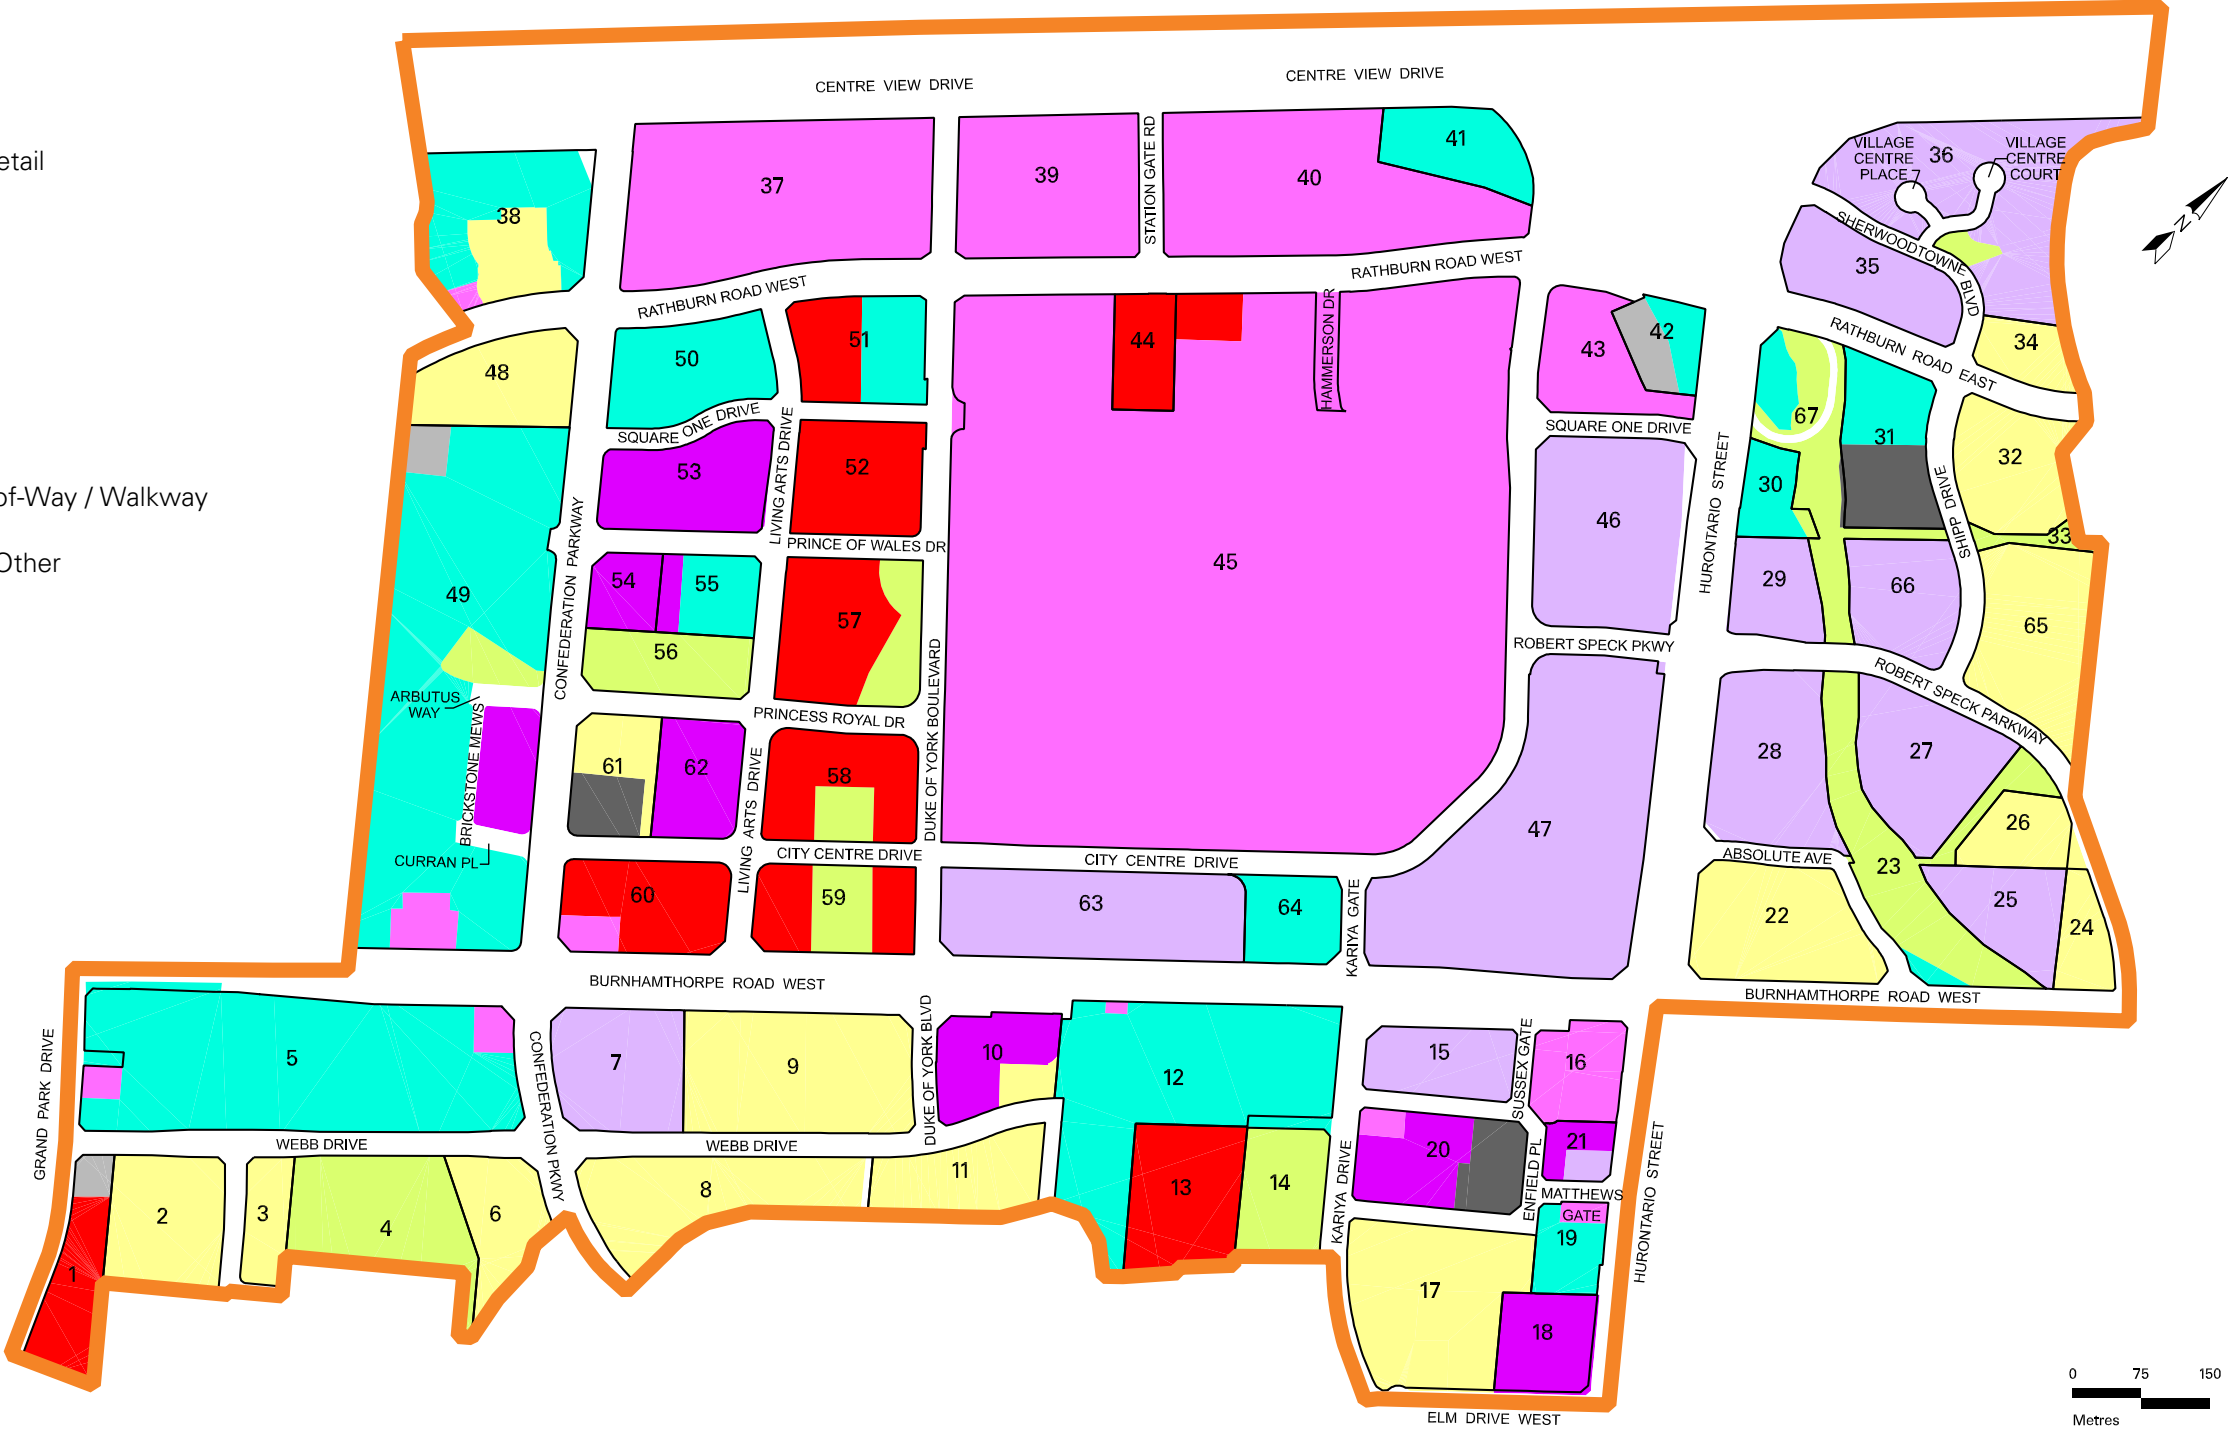 etail
of-Way / Walkway
Other
CENTRE VIEW DRIVE
CENTRE VIEW DRIVE
STATION GATE RD
37
39
40
41
38
VILLAGE
CENTRE
PLACE
36
VILLAGE
CENTRE
COURT
SHERWOODTOWNE BLVD
35
N
RATHBURN ROAD WEST
RATHBURN ROAD WEST
HAMMERSON DR
RATHBURN ROAD EAST
34
48
50
51
44
43
42
67
31
32
SQUARE ONE DRIVE
SQUARE ONE DRIVE
LIVING ARTS DRIVE
53
52
45
46
HURONTARIO STREET
30
SHIPP DRIVE
33
CONFEDERATION PARKWAY
PRINCE OF WALES DR
49
54
55
57
56
29
66
65
ROBERT SPECK PKWY
ROBERT SPECK PARKWAY
ARBUTUS
WAY
BRICKSTONE MEWS
PRINCESS ROYAL DR
DUKE OF YORK BOULEVARD
61
62
58
LIVING ARTS DRIVE
28
27
26
47
CURRAN PL
CITY CENTRE DRIVE
CITY CENTRE DRIVE
ABSOLUTE AVE
23
60
59
63
64
KARIYA GATE
22
25
24
BURNHAMTHORPE ROAD WEST
BURNHAMTHORPE ROAD WEST
GRAND PARK DRIVE
5
CONFEDERATION PKWY
7
9
DUKE OF YORK BLVD
10
12
15
SUSSEX GATE
16
WEBB DRIVE
WEBB DRIVE
20
21
ENFIELD PL
MATTHEWS
GATE
HURONTARIO STREET
KARIYA DRIVE
1
2
3
4
6
8
11
13
14
19
17
18
ELM DRIVE WEST
0 75 150
Metres